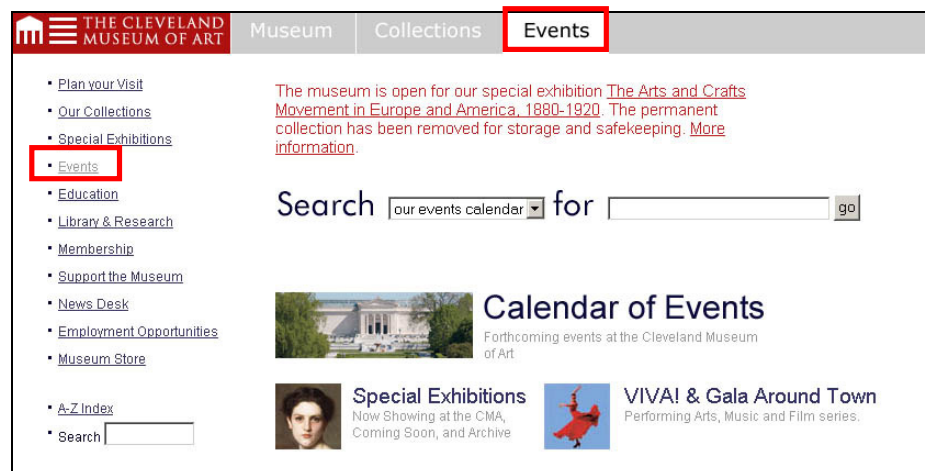 THE CLEVELAND
MUSEUM OF ART
Museum
Collections
Events
Plan your Visit
Our Collections
Special Exhibitions
Events
Education
Library & Research
Membership
Support the Museum
News Desk
Employment Opportunities
Museum Store
A-Z Index
Search
The museum is open for our special exhibition The Arts and Crafts
Movement in Europe and America, 1880-1920. The permanent
collection has been removed for storage and safekeeping. More
information.
Search our events calendar for go
Calendar of Events
Forthcoming events at the Cleveland Museum
of Art
Special Exhibitions
Now Showing at the CMA,
Coming Soon, and Archive
VIVA! & Gala Around Town
Performing Arts, Music and Film series.